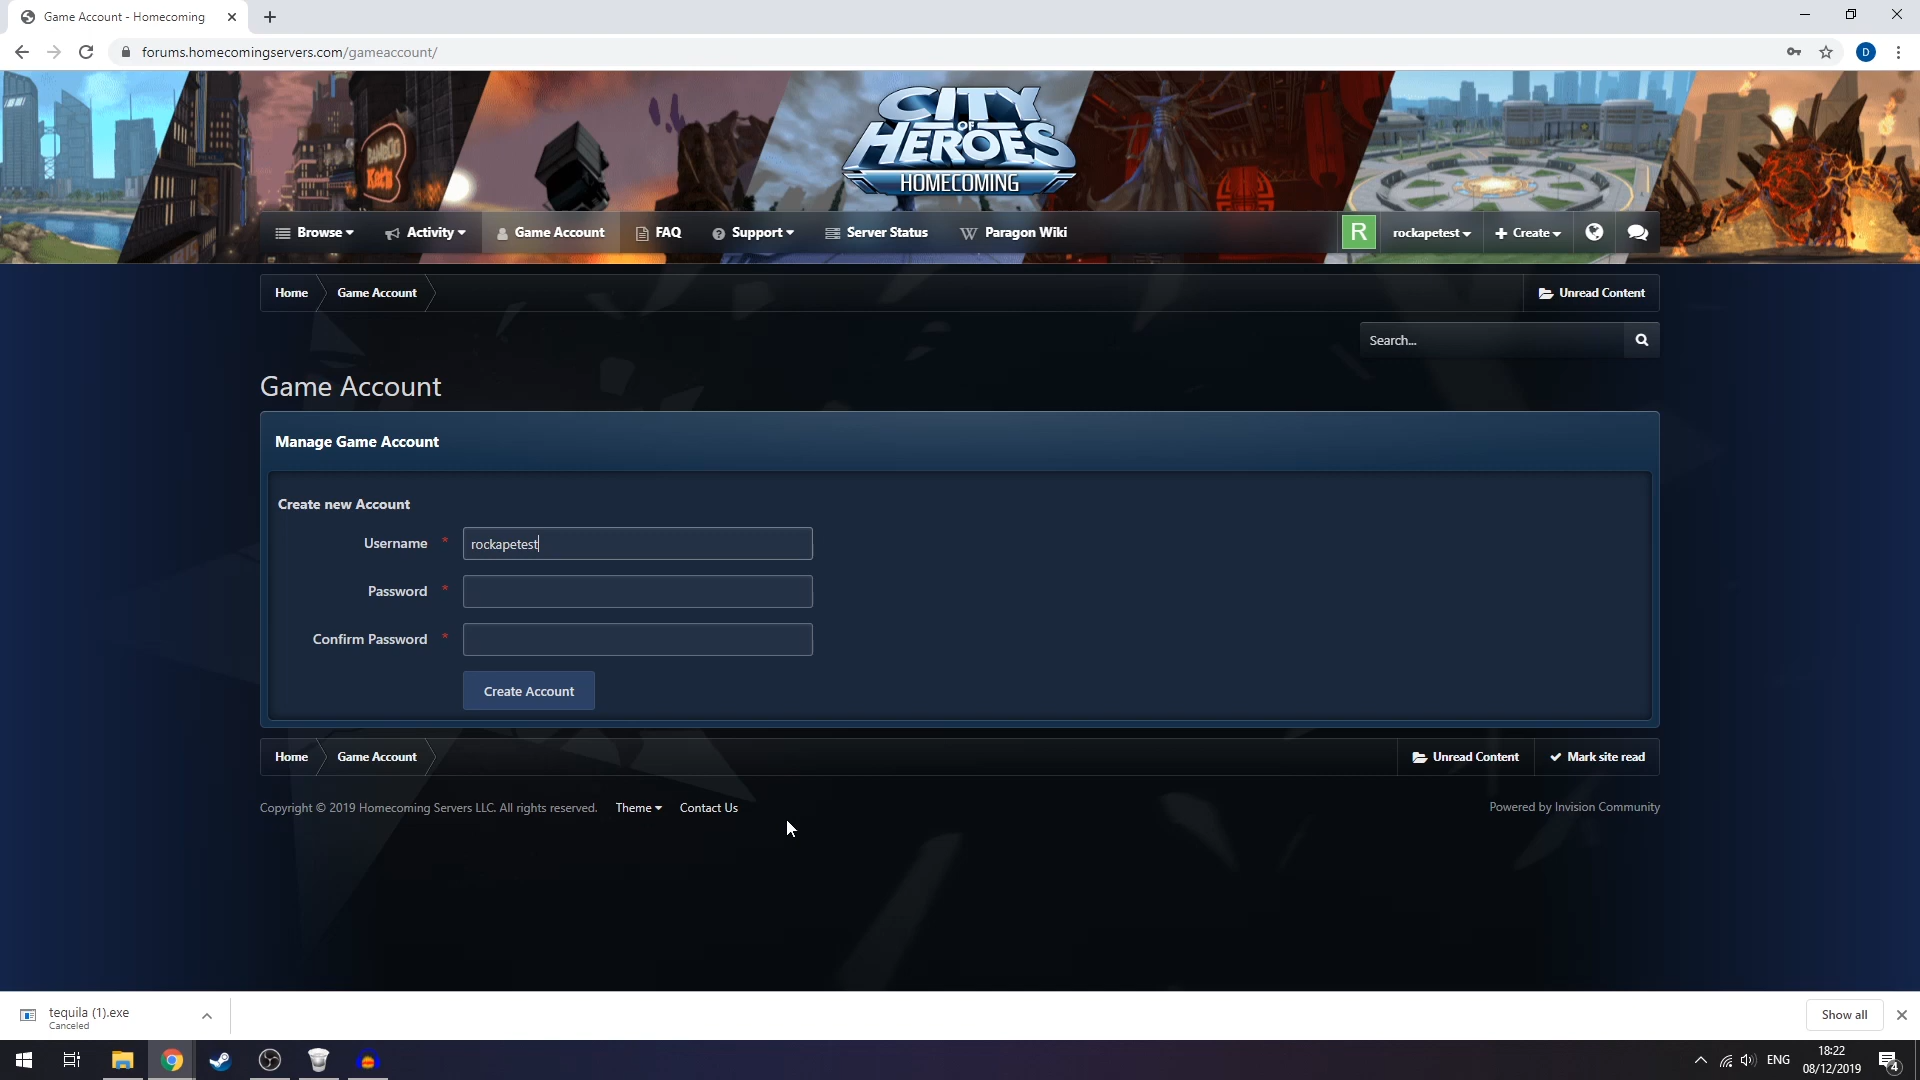 Game Account - Homecoming
forums.homecomingservers.com/gameaccount/
D
BANDIDO
CITY
OF
HEROES
HOMECOMING
Browse
Activity
Game Account
FAQ
Support
Server Status
W Paragon Wiki
R
rockapetest
+ Create
Home
Game Account
Unread Content
Search...
Game Account
Manage Game Account
Create new Account
Username *
rockapetest
Password *
Confirm Password *
Create Account
Home
Game Account
Unread Content
Mark site read
Copyright © 2019 Homecoming Servers LLC. All rights reserved.
Theme
Contact Us
Powered by Invision Community
tequila (1).exe
Canceled
Show all
ENG
18:22
08/12/2019
4